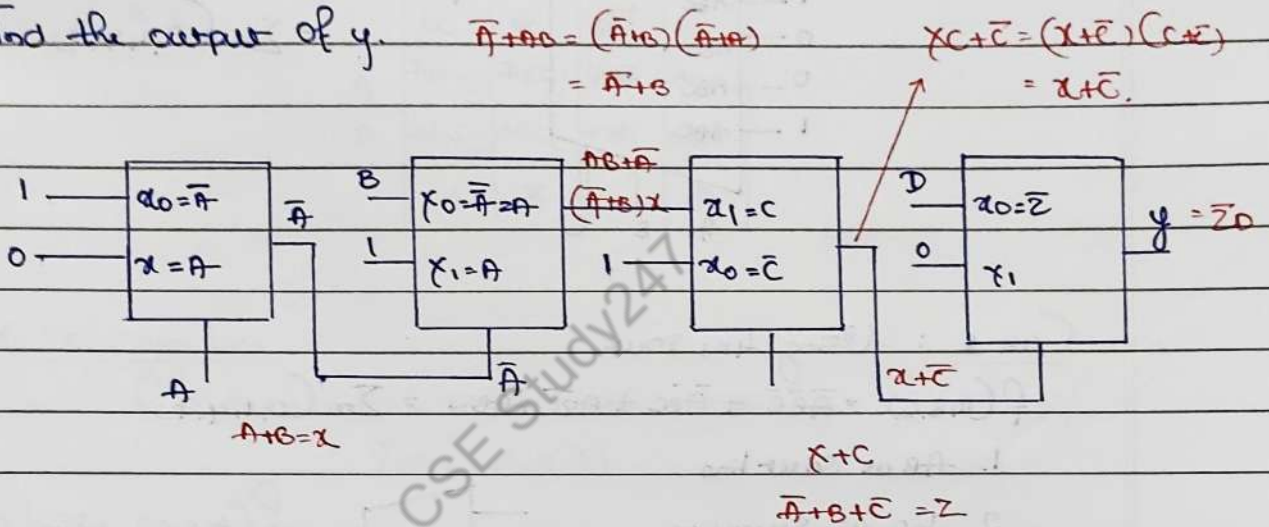 ind the output of y.
A̅+AB = (A̅+B)(A̅+A)
= A̅+B
XC+C̅ = (x+C̅)(C+C̅)
= x+C̅.
1
x0=A̅
A̅
0
x=A
A
A+B=x
B
X0=A̿=A
1
X1=A
A̅
AB+A̅
(A̅+B)x
x1=C
1
x0=C̅
x+C̅
D
x0=Z̅
0
x1
y = Z̅D
X+C
A̅+B+C̅ =Z
CSE Study247